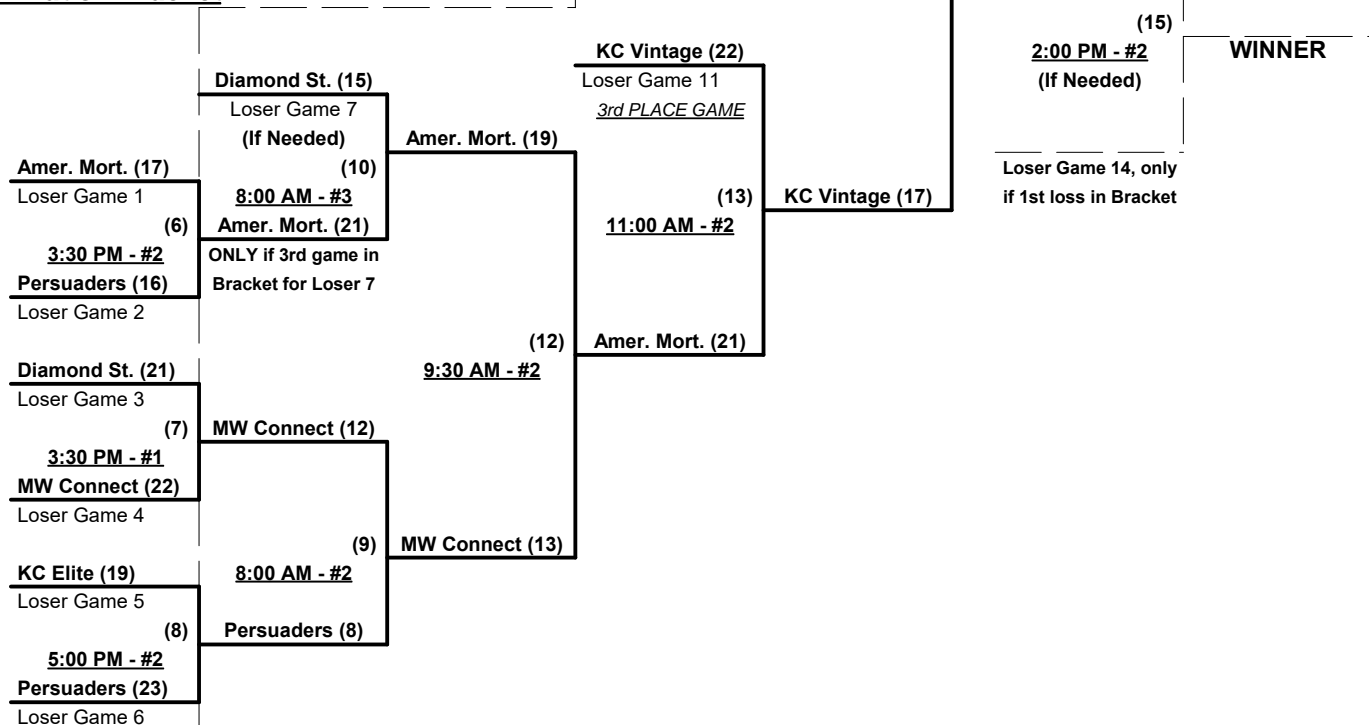 (15)
KC Vintage (22)
2:00 PM - #2
WINNER
Diamond St. (15)
Loser Game 11
(If Needed)
Loser Game 7
3rd PLACE GAME
(If Needed)
Amer. Mort. (19)
Amer. Mort. (17)
(10)
Loser Game 14, only
Loser Game 1
8:00 AM - #3
(13)
KC Vintage (17)
if 1st loss in Bracket
(6)
Amer. Mort. (21)
11:00 AM - #2
3:30 PM - #2
ONLY if 3rd game in
Persuaders (16)
Bracket for Loser 7
Loser Game 2
(12)
Amer. Mort. (21)
Diamond St. (21)
9:30 AM - #2
Loser Game 3
(7)
MW Connect (12)
3:30 PM - #1
MW Connect (22)
Loser Game 4
(9)
MW Connect (13)
KC Elite (19)
8:00 AM - #2
Loser Game 5
(8)
Persuaders (8)
5:00 PM - #2
Persuaders (23)
Loser Game 6